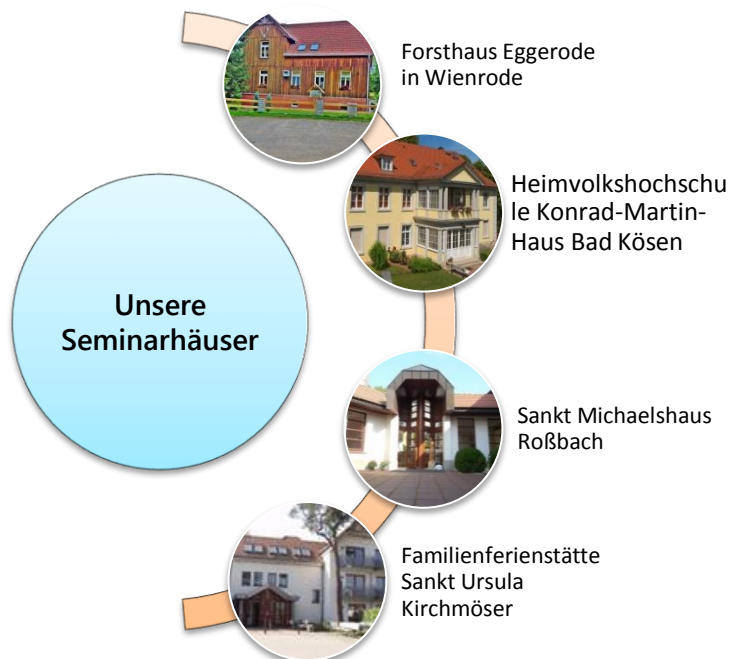 Forsthaus Eggerode
in Wienrode
Heimvolkshochschu
le Konrad-Martin-
Haus Bad Kösen
Unsere
Seminarhäuser
Sankt Michaelshaus
Roßbach
Familienferienstätte
Sankt Ursula
Kirchmöser